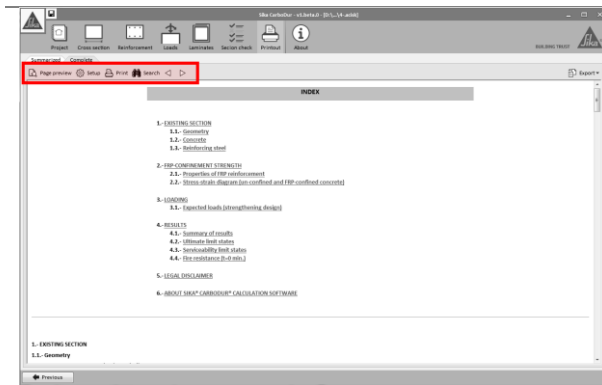 Sika CarboDur
Project Cross-section Reinforcement Loads Laminates Section check Printout About
BUILDING TRUST
Summarized Complete
Page preview Setup Print Search Export
INDEX
1.- EXISTING SECTION
1.1.- Geometry
1.2.- Concrete
1.3.- Reinforcing steel
2.- FRP-CONFINEMENT STRENGTH
2.1.- Properties of FRP reinforcement
2.2.- Stress-strain diagram (un confined and FRP-confined concrete)
3.- LOADING
3.1.- Expected loads (strengthening design)
4.- RESULTS
4.1.- Summary of results
4.2.- Ultimate limit states
4.3.- Serviceability limit states
4.4.- Fire resistance (t=0 min.)
5.- LEGAL DISCLAIMER
6.- ABOUT SIKA® CARBODUR® CALCULATION SOFTWARE
1.- EXISTING SECTION
1.1.- Geometry
Previous